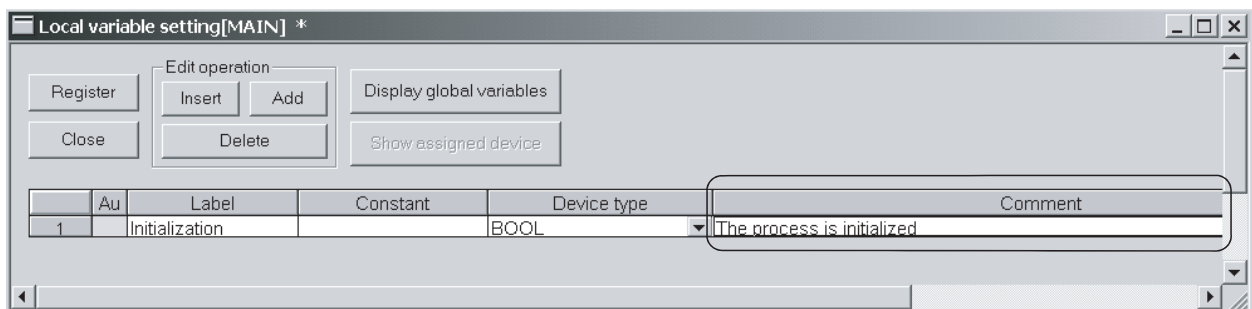 Local variable setting[MAIN] *
Edit operation
Register Insert Add Display global variables
Close Delete Show assigned device
Au Label Constant Device type Comment
1 Initialization BOOL The process is initialized